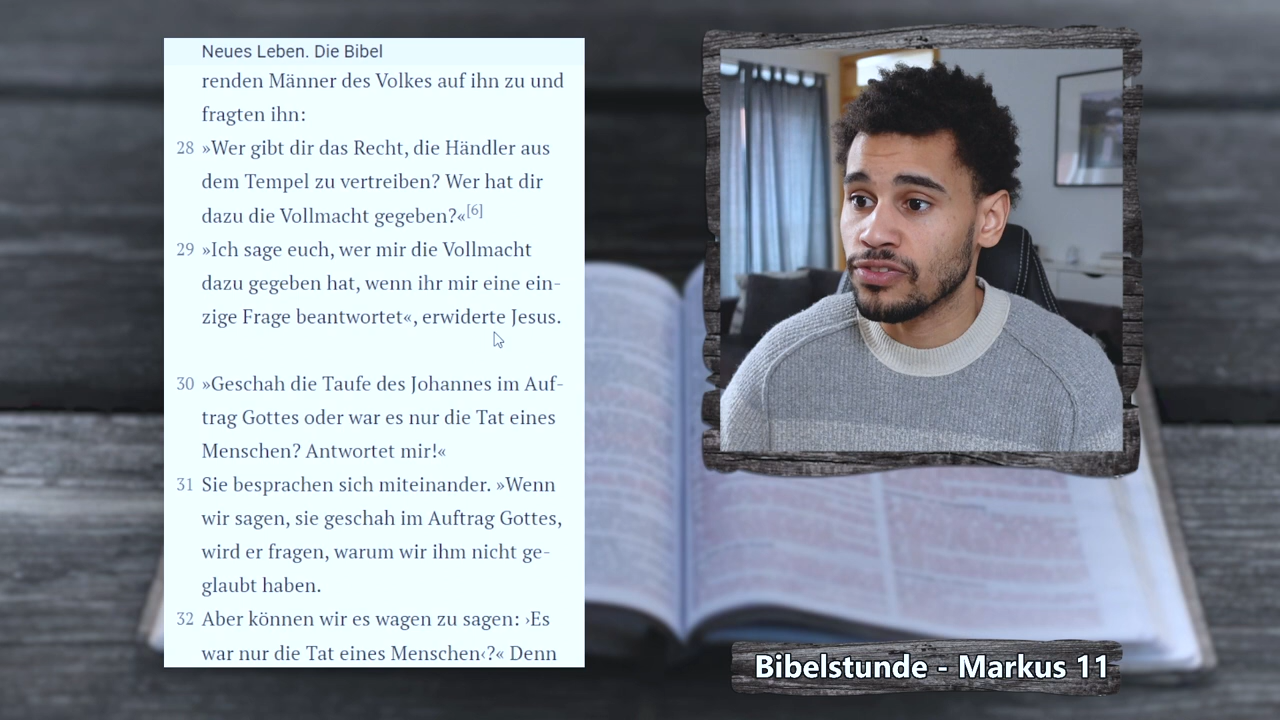 Neues Leben. Die Bibel
renden Männer des Volkes auf ihn zu und
fragten ihn:
28 »Wer gibt dir das Recht, die Händler aus
dem Tempel zu vertreiben? Wer hat dir
dazu die Vollmacht gegeben?«[6]
29 »Ich sage euch, wer mir die Vollmacht
dazu gegeben hat, wenn ihr mir eine ein-
zige Frage beantwortet«, erwiderte Jesus.
30 »Geschah die Taufe des Johannes im Auf-
trag Gottes oder war es nur die Tat eines
Menschen? Antwortet mir!«
31 Sie besprachen sich miteinander. »Wenn
wir sagen, sie geschah im Auftrag Gottes,
wird er fragen, warum wir ihm nicht ge-
glaubt haben.
32 Aber können wir es wagen zu sagen: ›Es
war nur die Tat eines Menschen‹?« Denn
Bibelstunde - Markus 11